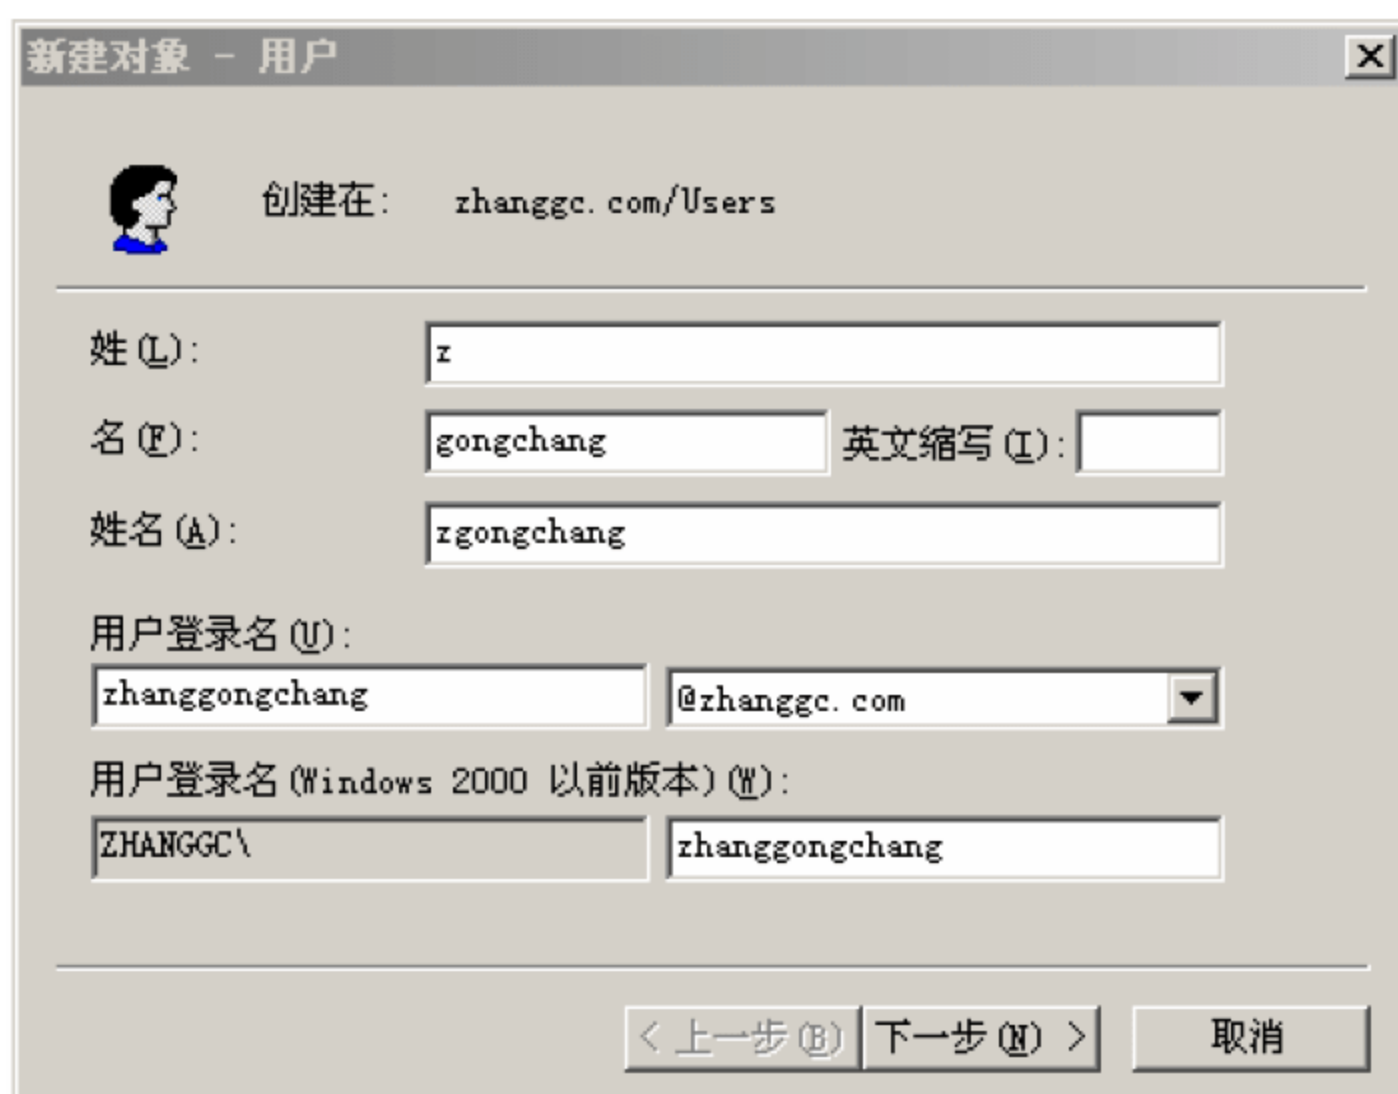 新建对象 - 用户
创建在: zhanggc.com/Users
姓(L): z
名(F): gongchang 英文缩写(I):
姓名(A): zgongchang
用户登录名(U):
zhanggongchang @zhanggc.com
用户登录名(Windows 2000 以前版本)(W):
ZHANGGC\ zhanggongchang
< 上一步(B) 下一步(N) > 取消